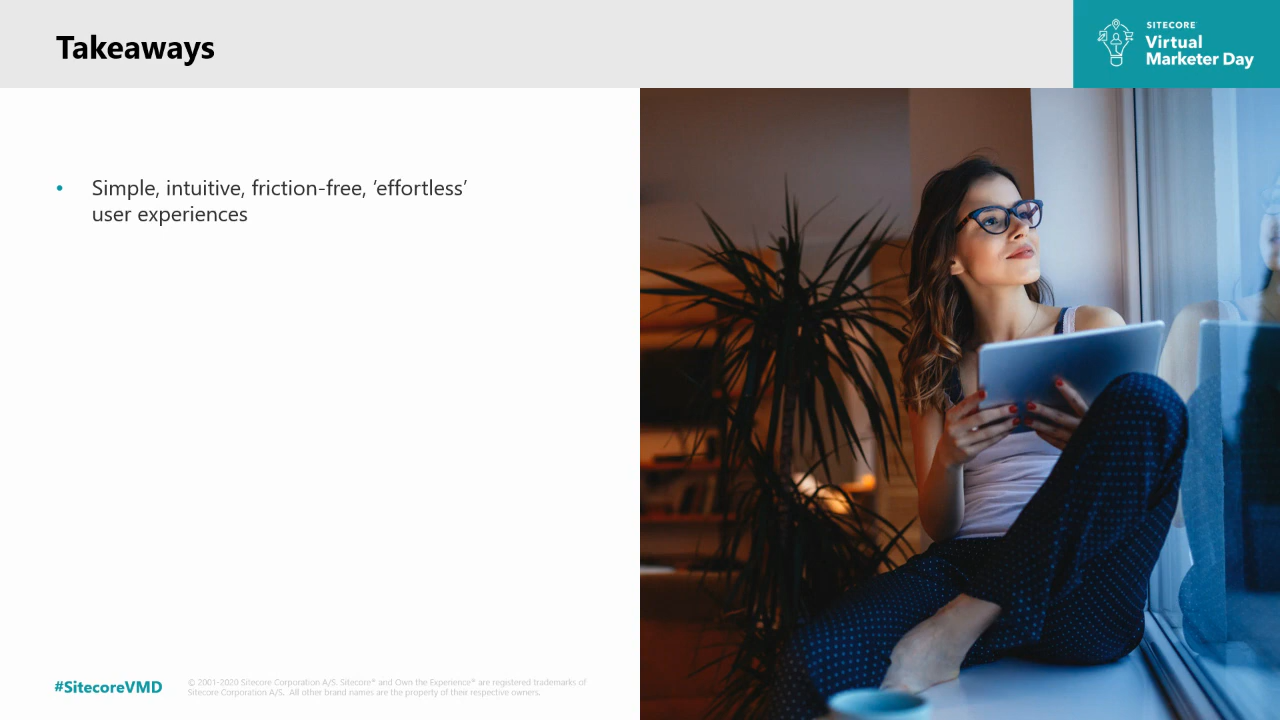 Takeaways
SITECORE
Virtual
Marketer Day
• Simple, intuitive, friction-free, ‘effortless’
user experiences
#SitecoreVMD
© 2001-2020 Sitecore Corporation A/S. Sitecore® and Own the Experience® are registered trademarks of
Sitecore Corporation A/S. All other brand names are the property of their respective owners.